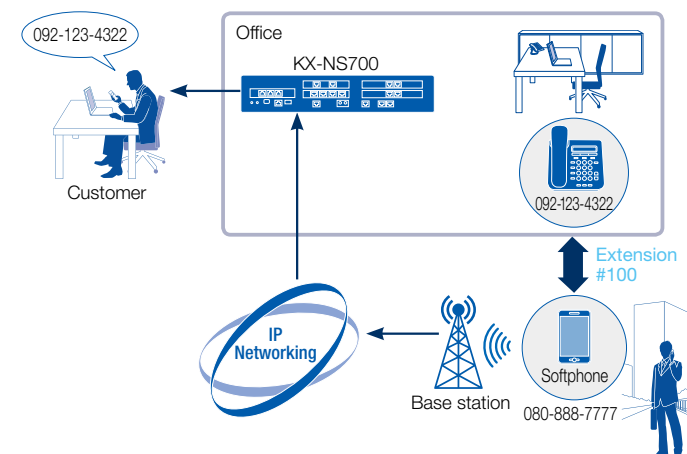 092-123-4322
Office
KX-NS700
Customer
092-123-4322
Extension
#100
IP
Networking
Base station
Softphone
080-888-7777